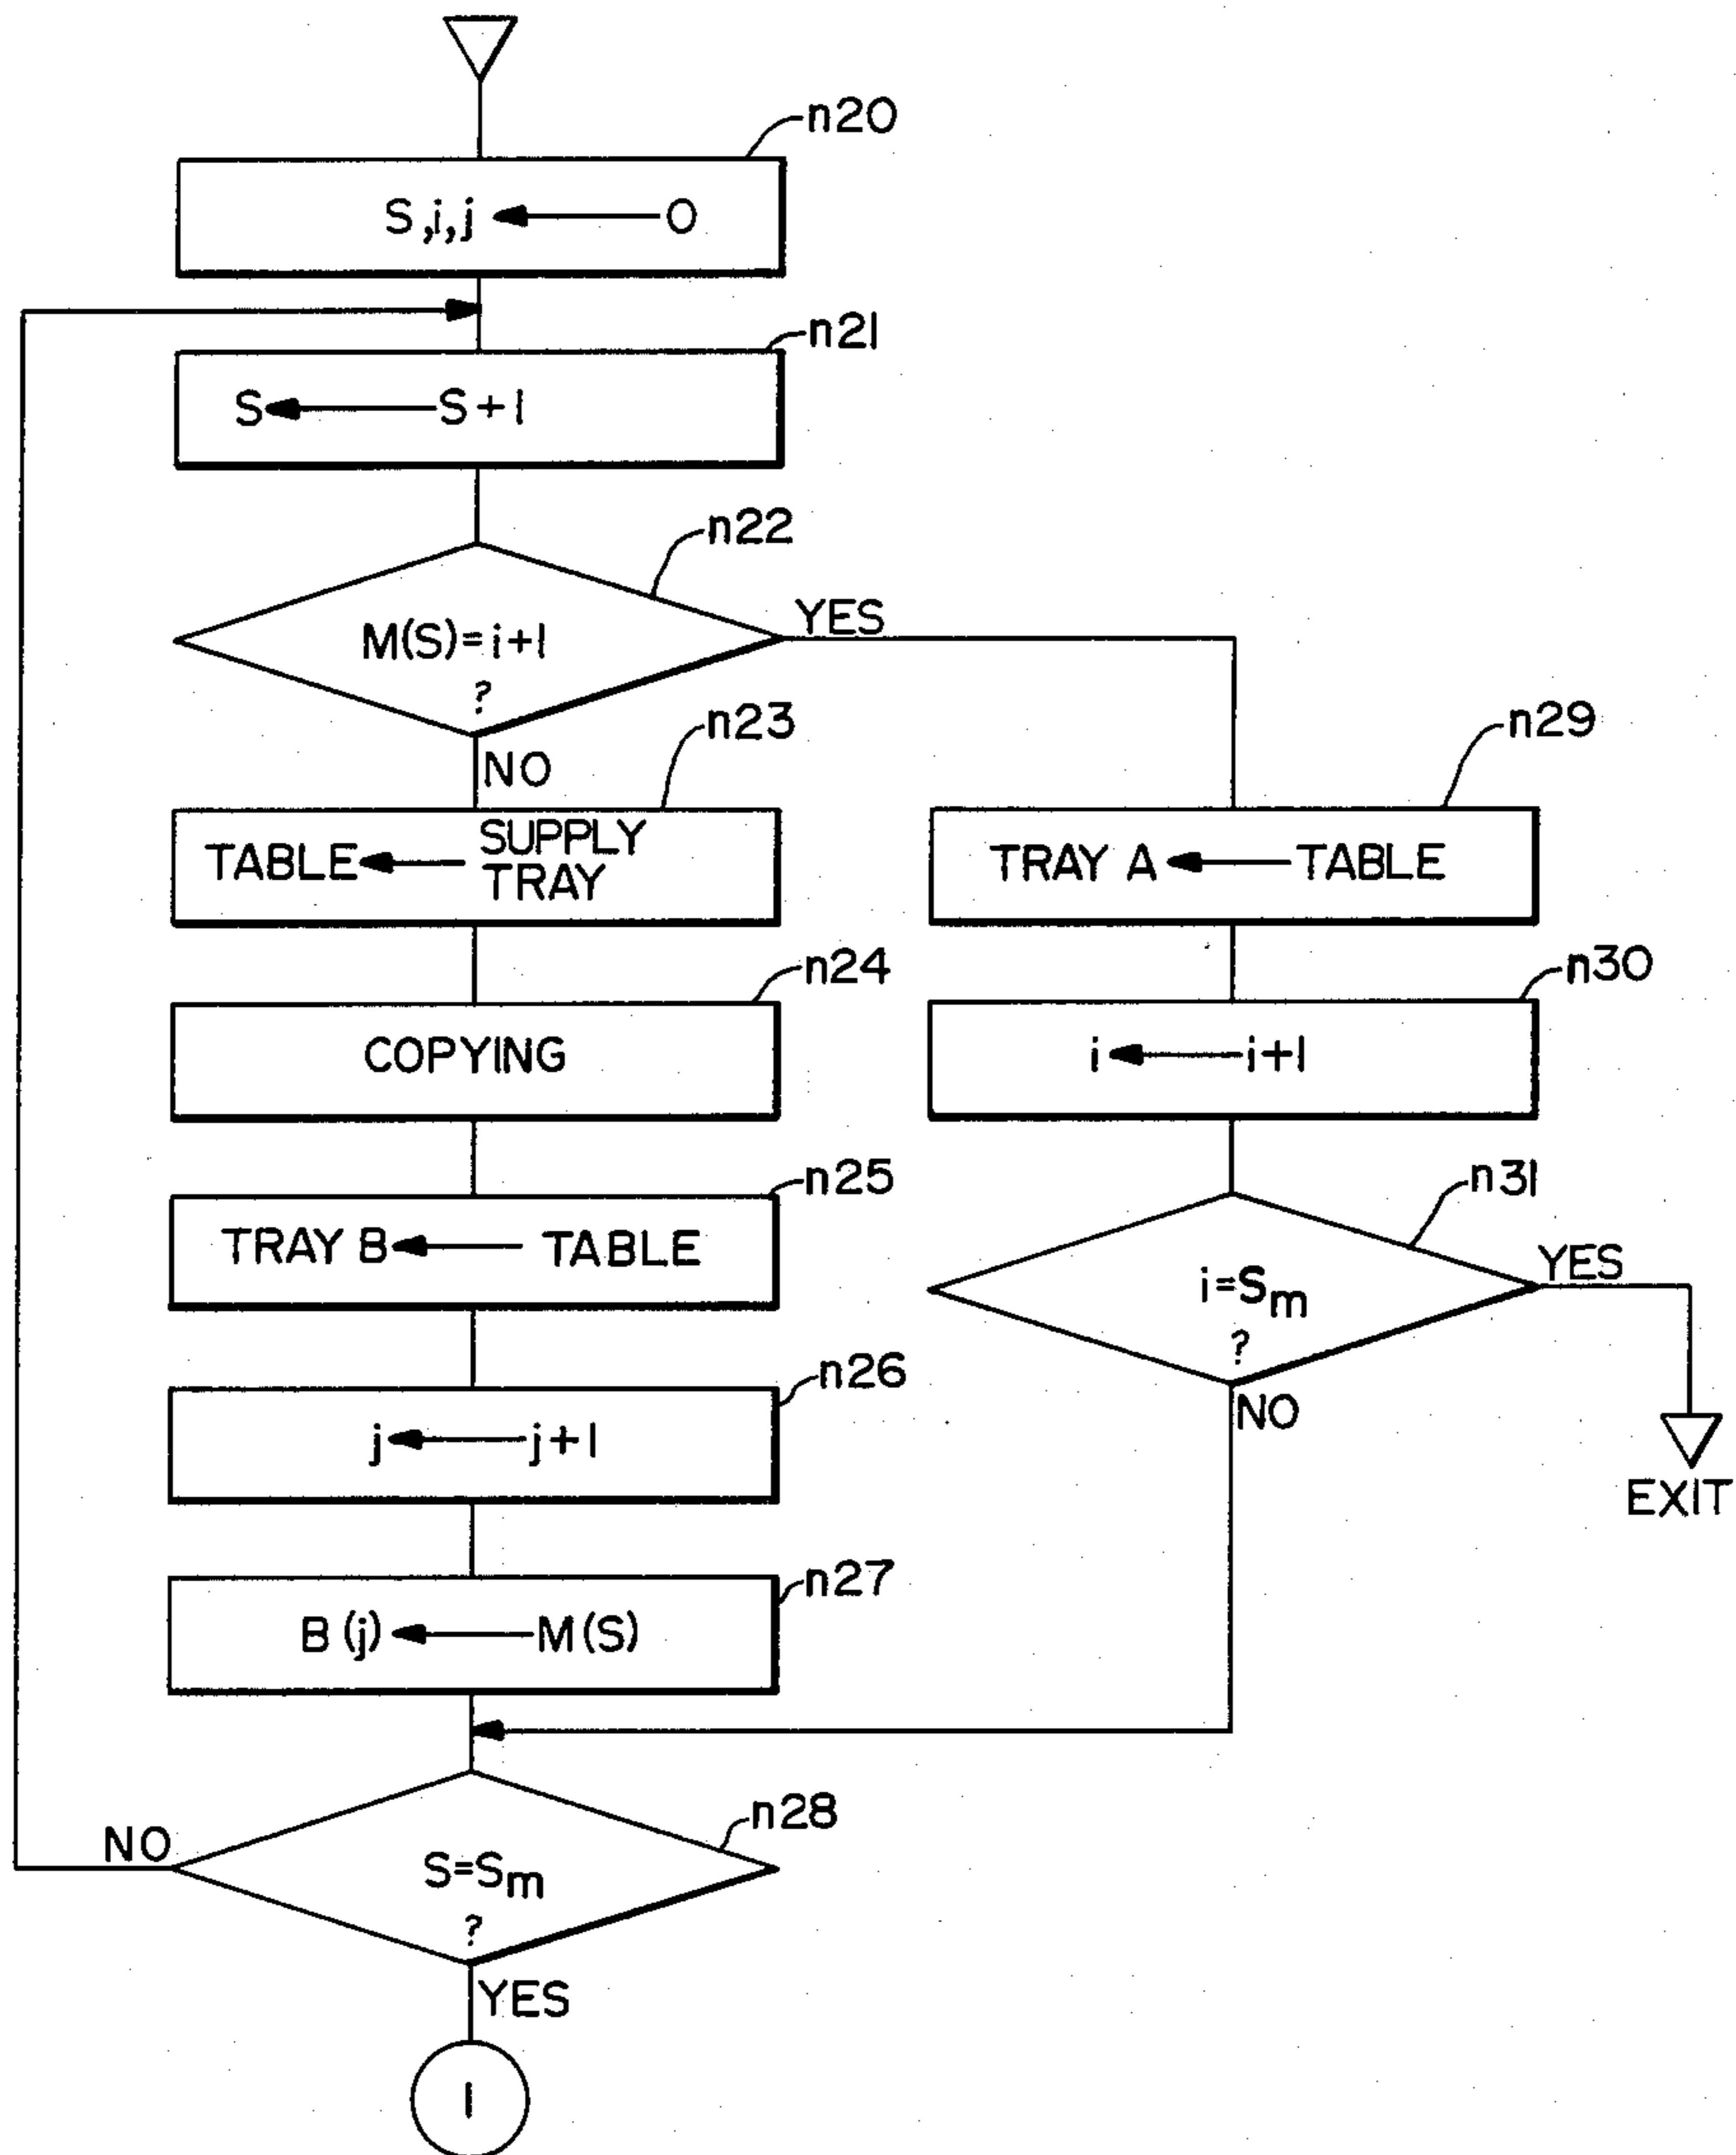 n20
S,i,j ← 0
n21
S ← S+1
n22
M(S)=i+1
?
YES
NO
n23
TABLE ← SUPPLY
TRAY
n29
TRAY A ← TABLE
n24
COPYING
n30
i ← i+1
n25
TRAY B ← TABLE
n31
i=Sm
?
YES
NO
EXIT
n26
j ← j+1
n27
B(j) ← M(S)
n28
S=Sm
?
NO
YES
1